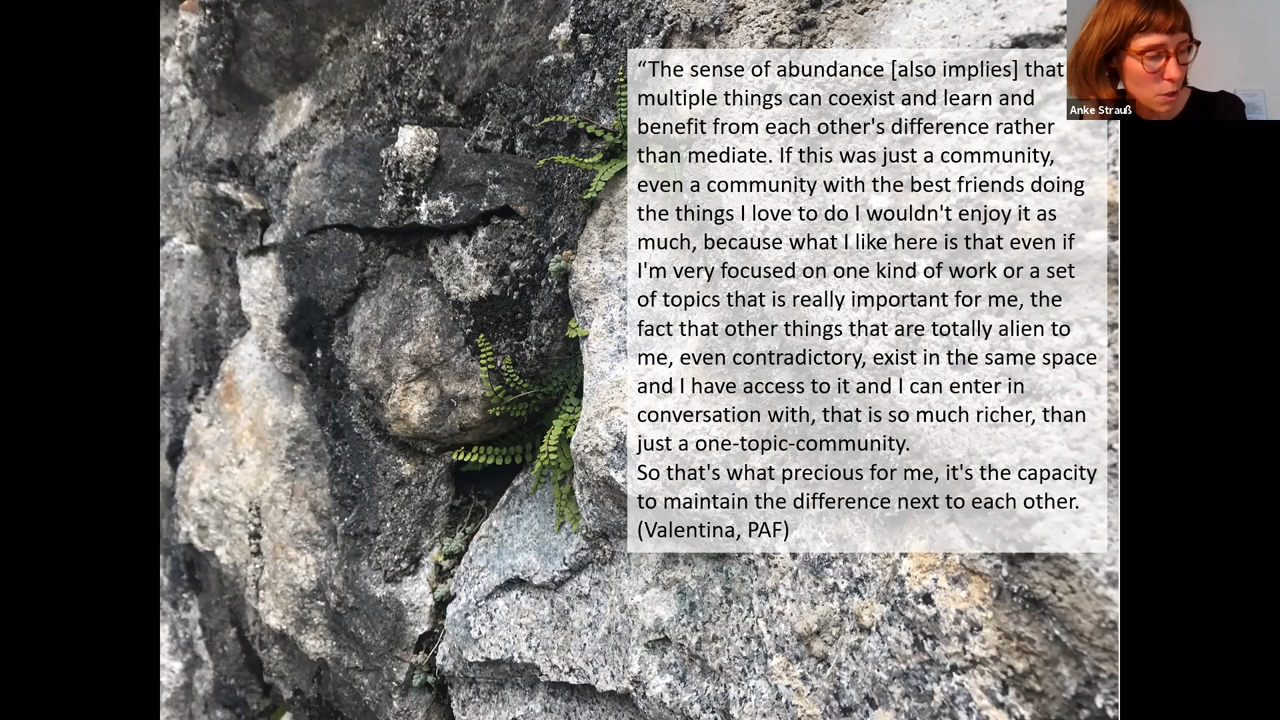 “The sense of abundance [also implies] that
multiple things can coexist and learn and
benefit from each other's difference rather
than mediate. If this was just a community,
even a community with the best friends doing
the things I love to do I wouldn't enjoy it as
much, because what I like here is that even if
I'm very focused on one kind of work or a set
of topics that is really important for me, the
fact that other things that are totally alien to
me, even contradictory, exist in the same space
and I have access to it and I can enter in
conversation with, that is so much richer, than
just a one-topic-community.
So that's what precious for me, it's the capacity
to maintain the difference next to each other.
(Valentina, PAF)
Anke Strauß